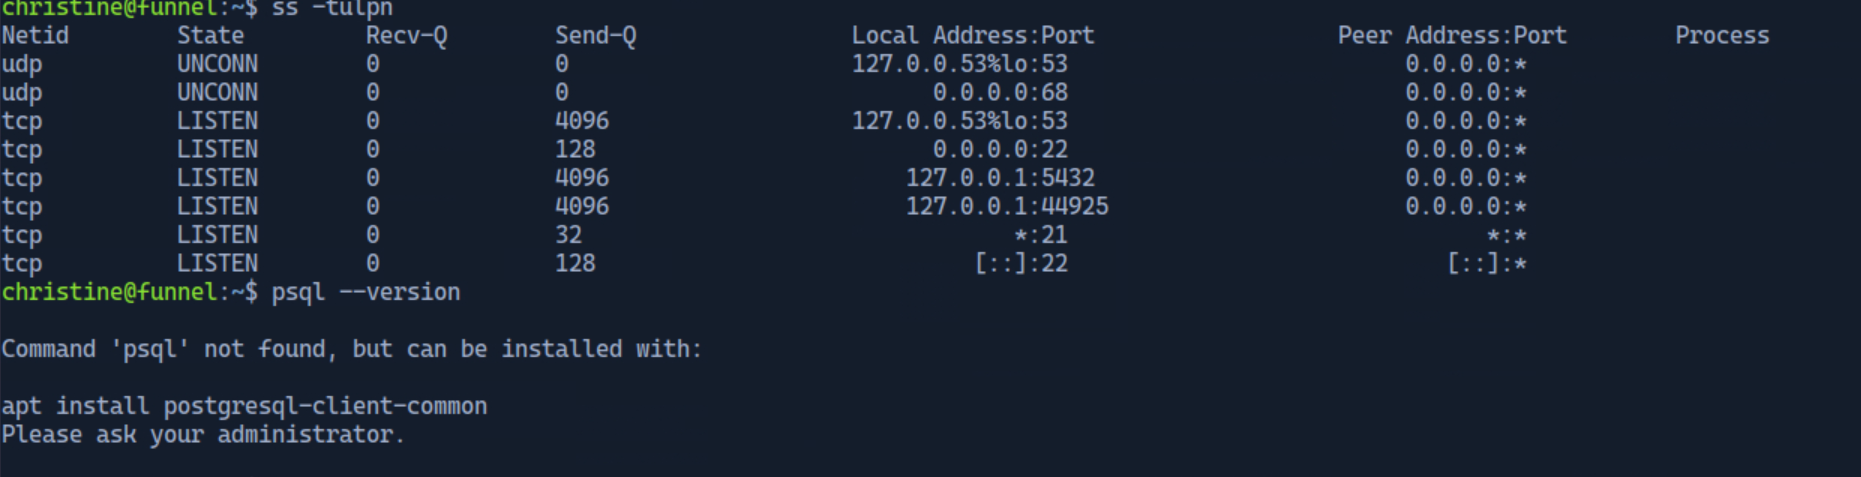 christine@funnel:~$ ss -tulpn
Netid State Recv-Q Send-Q Local Address:Port Peer Address:Port Process
udp UNCONN 0 0 127.0.0.53%lo:53 0.0.0.0:*
udp UNCONN 0 0 0.0.0.0:68 0.0.0.0:*
tcp LISTEN 0 4096 127.0.0.53%lo:53 0.0.0.0:*
tcp LISTEN 0 128 0.0.0.0:22 0.0.0.0:*
tcp LISTEN 0 4096 127.0.0.1:5432 0.0.0.0:*
tcp LISTEN 0 4096 127.0.0.1:44925 0.0.0.0:*
tcp LISTEN 0 32 *:21 *:*
tcp LISTEN 0 128 [::]:22 [::]:*
christine@funnel:~$ psql --version
Command 'psql' not found, but can be installed with:
apt install postgresql-client-common
Please ask your administrator.